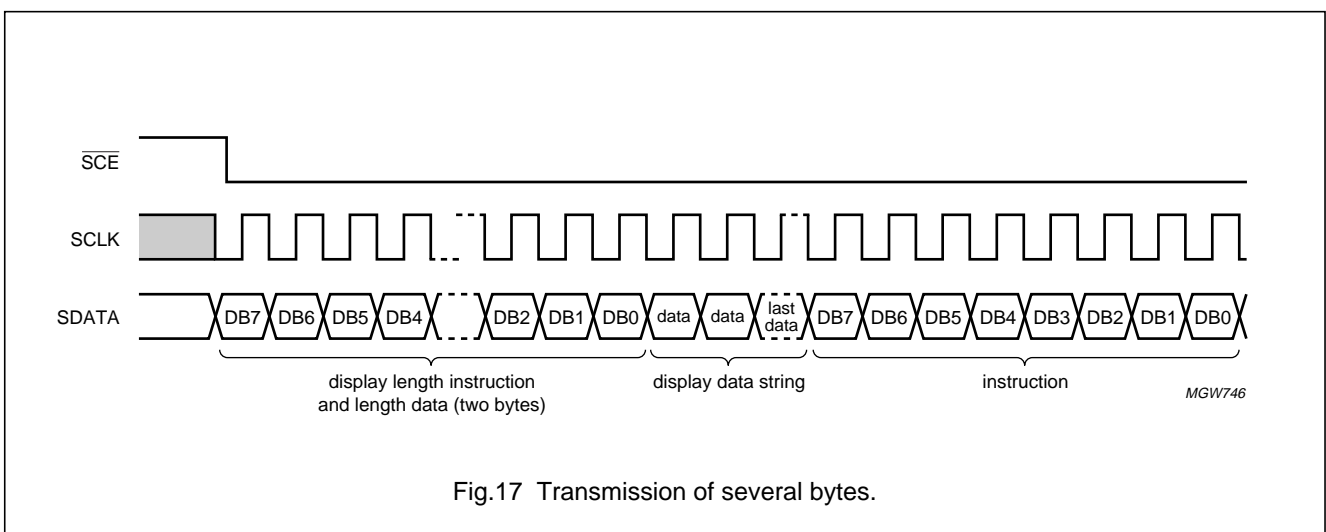 SCE
SCLK
SDATA
DB7 DB6 DB5 DB4 DB2 DB1 DB0 data data last data DB7 DB6 DB5 DB4 DB3 DB2 DB1 DB0
display length instruction
and length data (two bytes)
display data string
instruction
MGW746
Fig.17 Transmission of several bytes.